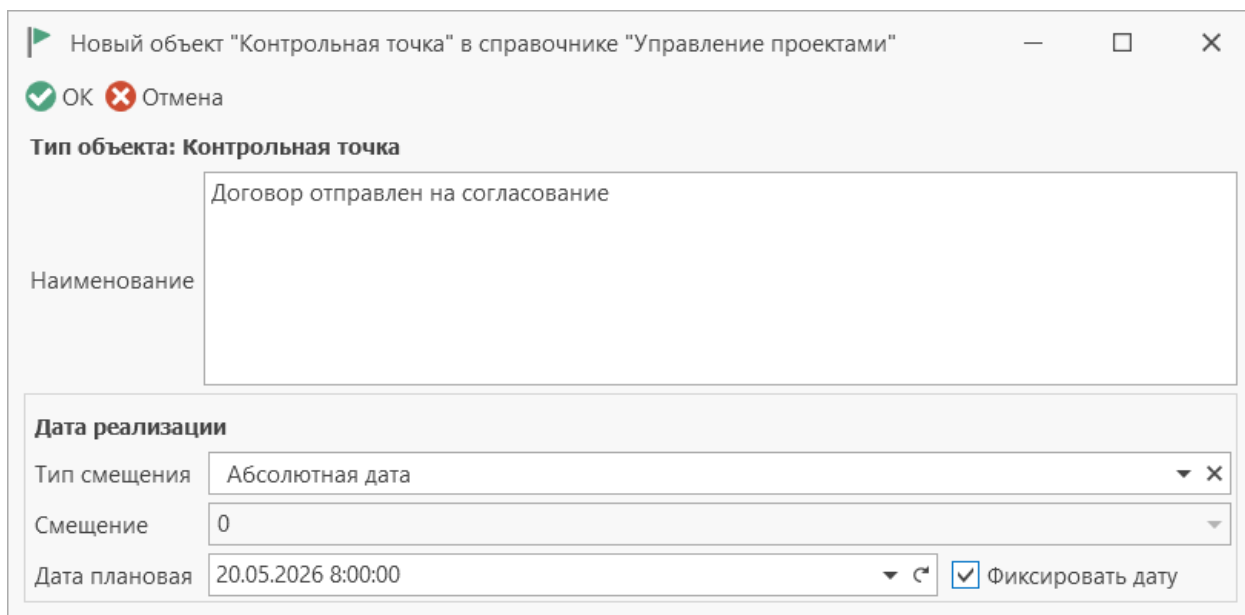 Новый объект "Контрольная точка" в справочнике "Управление проектами"
ОК Отмена
Тип объекта: Контрольная точка
Наименование Договор отправлен на согласование
Дата реализации
Тип смещения Абсолютная дата
Смещение 0
Дата плановая 20.05.2026 8:00:00 Фиксировать дату